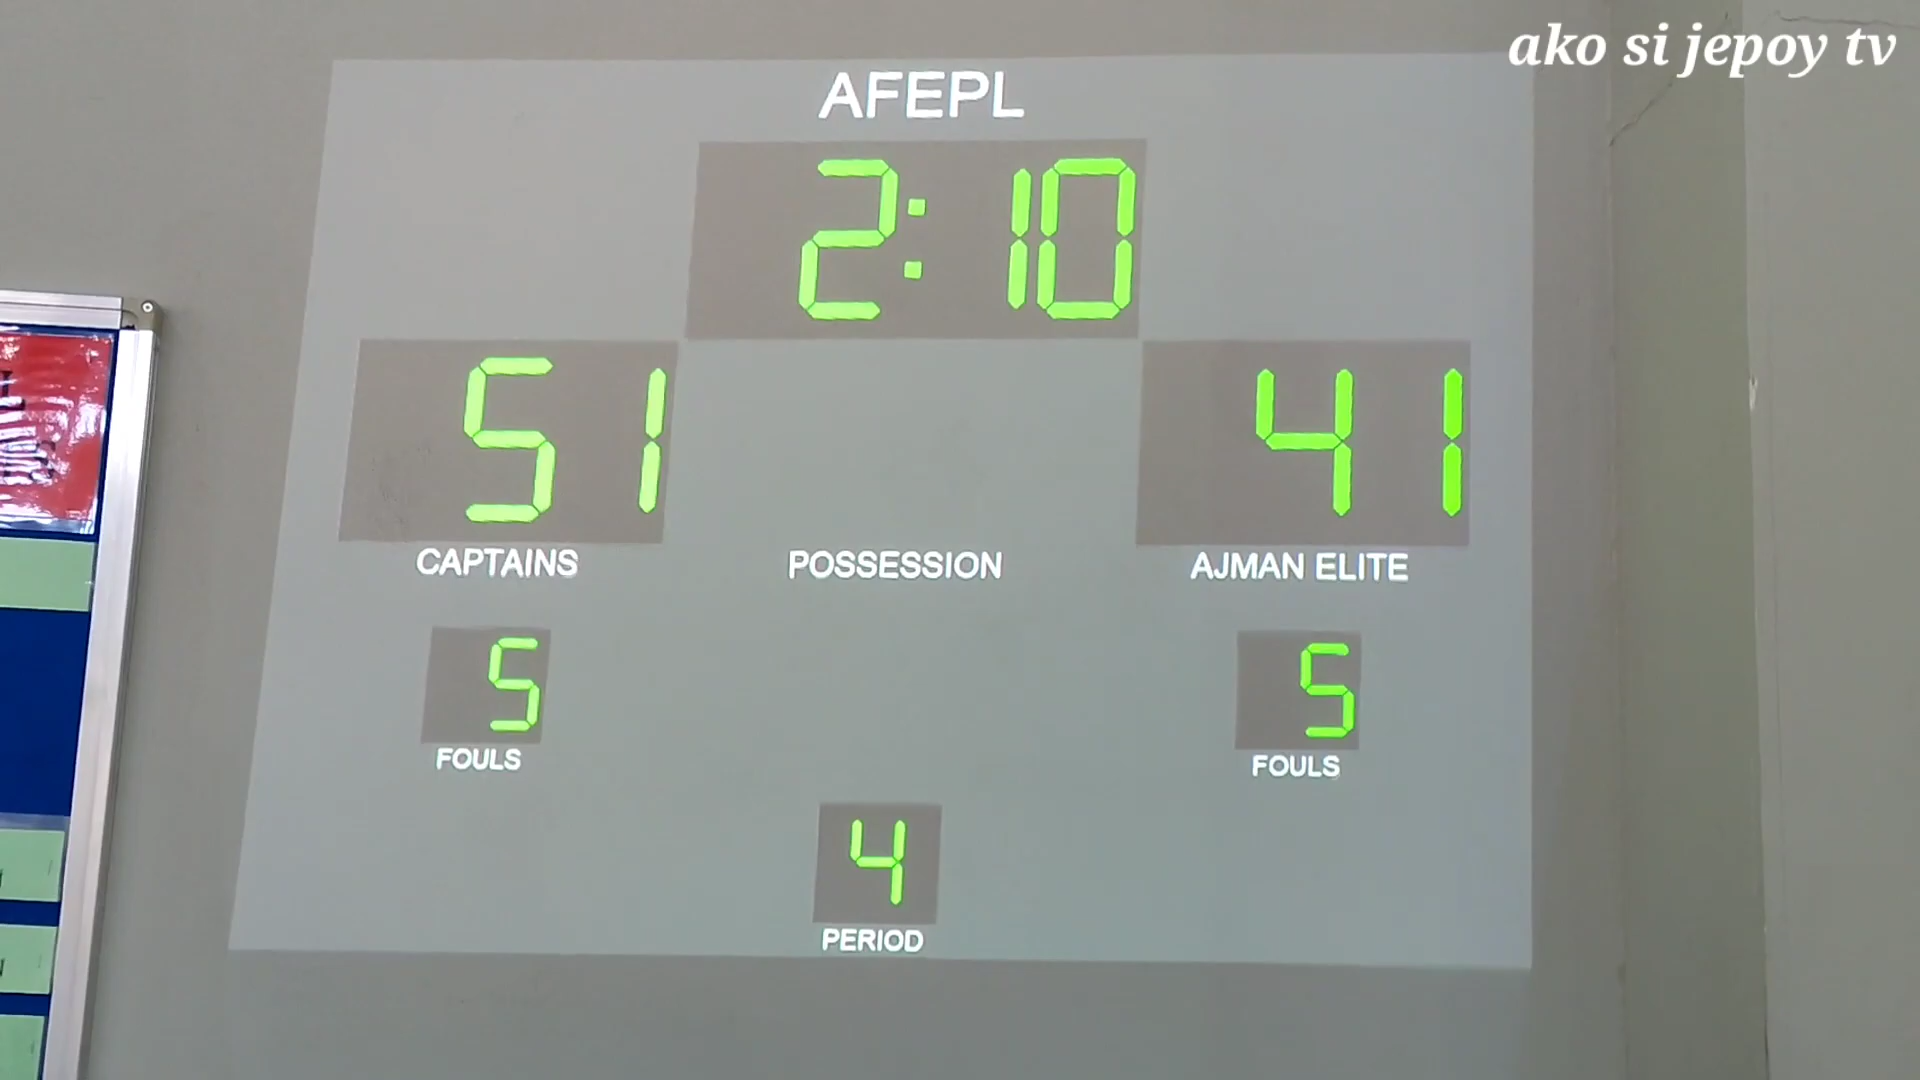 ako si jepoy tv
AFEPL
2:10
51
41
CAPTAINS
POSSESSION
AJMAN ELITE
5
5
FOULS
FOULS
4
PERIOD